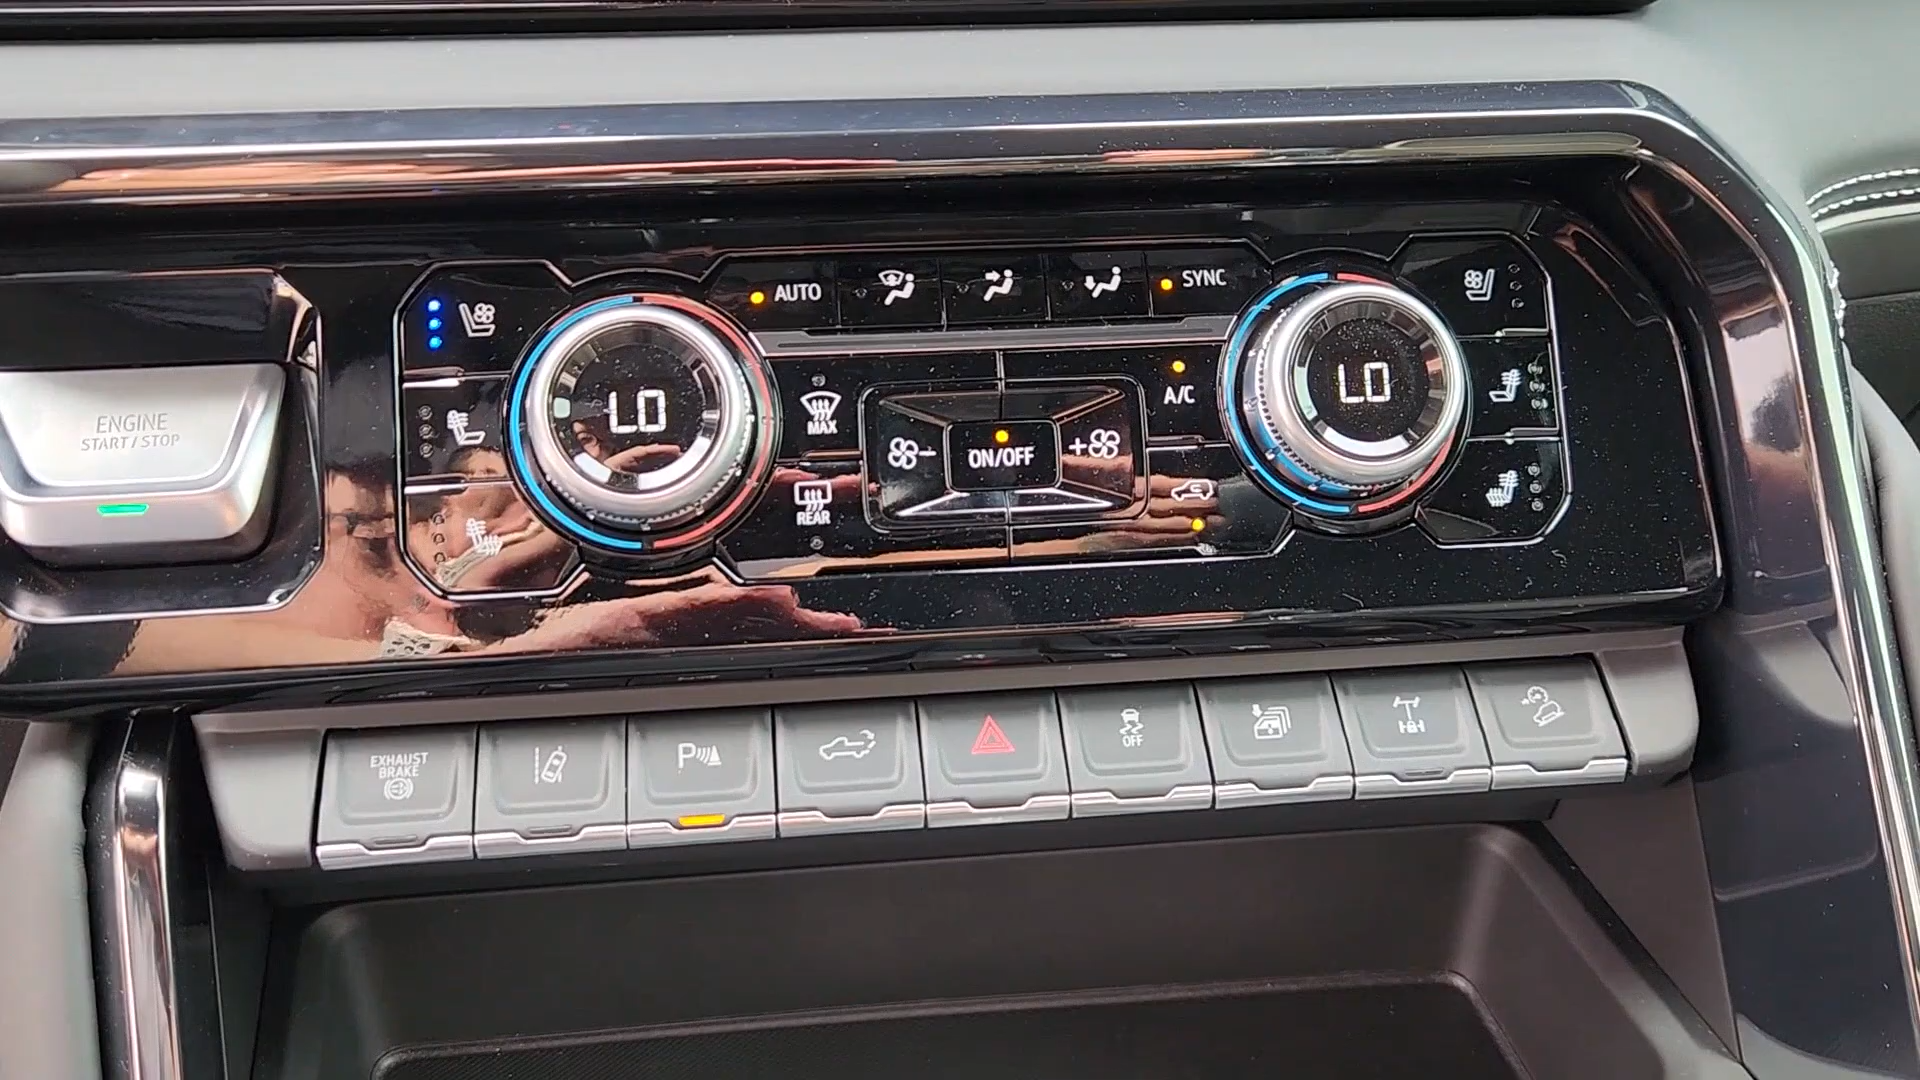 ENGINE
START/STOP
AUTO
SYNC
LO
MAX
ON/OFF
A/C
LO
REAR
EXHAUST
BRAKE
P
OFF